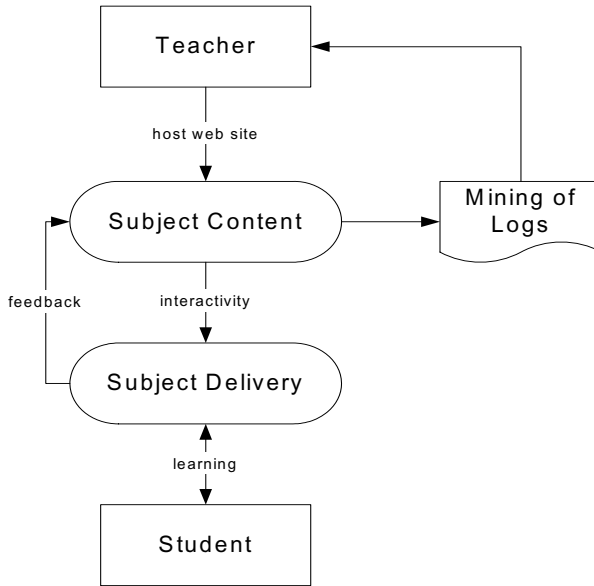 Teacher
host web site
Mining of
Logs
Subject Content
feedback
interactivity
Subject Delivery
learning
Student